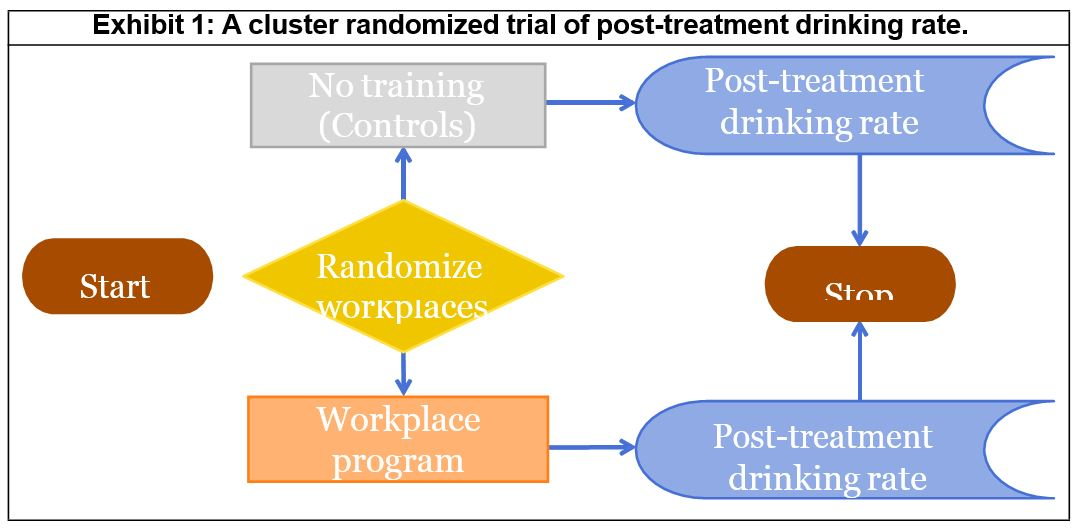 Exhibit 1: A cluster randomized trial of post-treatment drinking rate.
No training
(Controls)
Post-treatment
drinking rate
Start
Randomize
workplaces
Stop
Workplace
program
Post-treatment
drinking rate